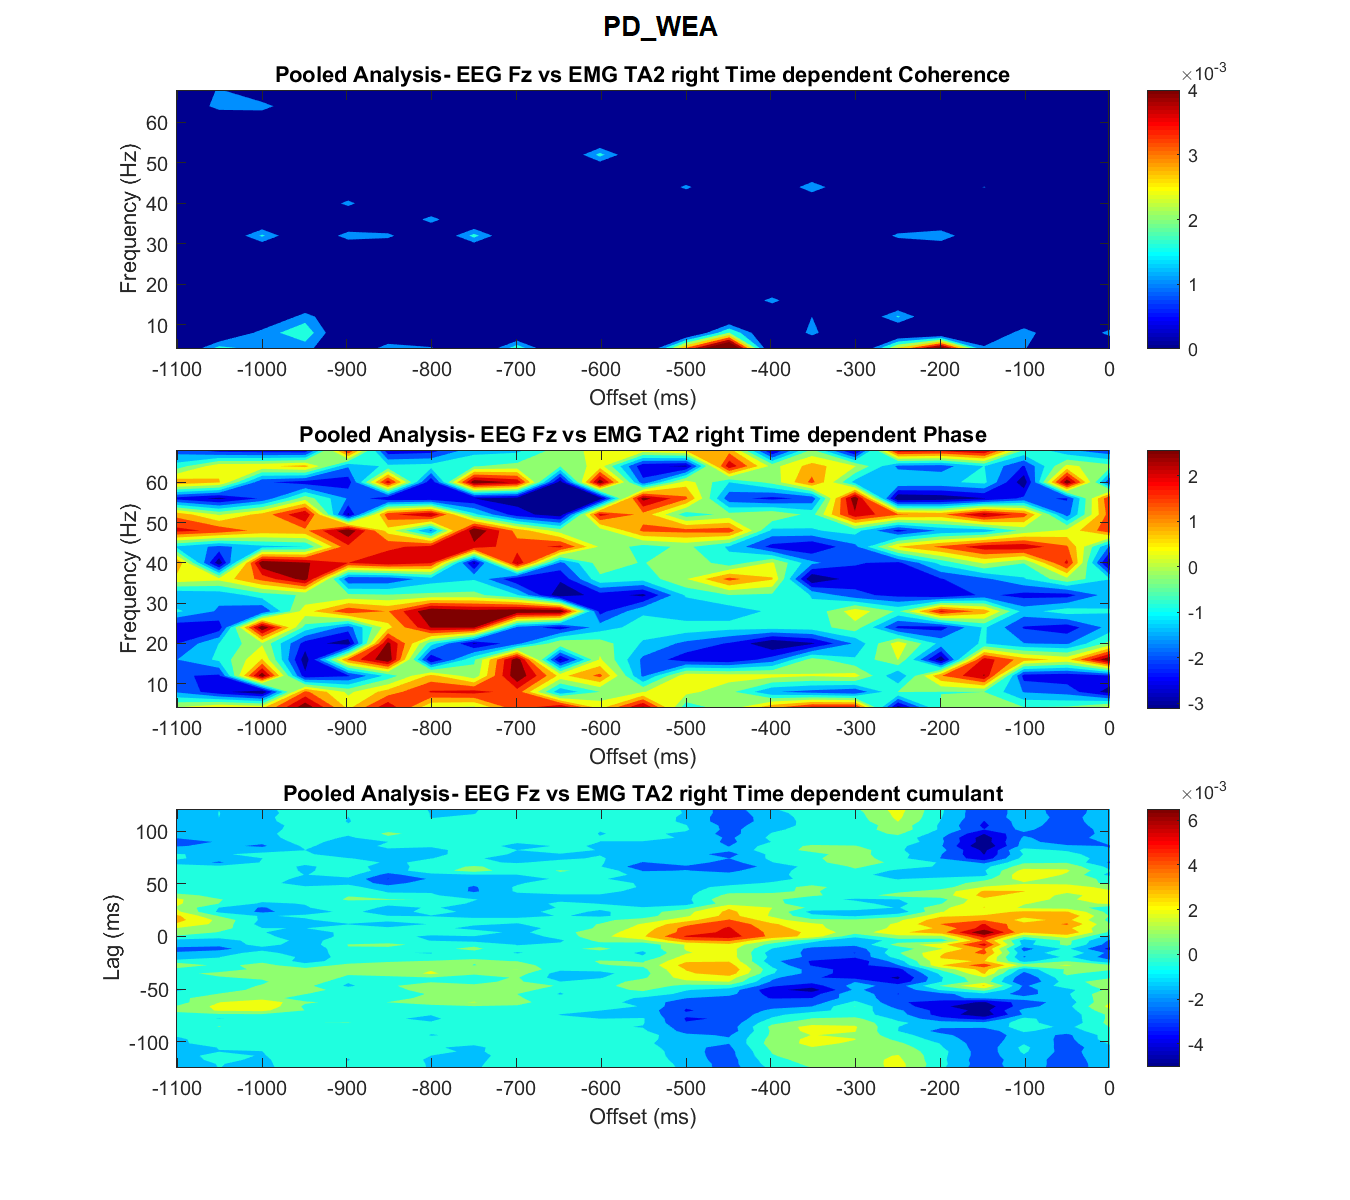 PD_WEA
Pooled Analysis- EEG Fz vs EMG TA2 right Time dependent Coherence
×10-3
4
3
2
1
0
60
50
40
30
20
10
Frequency (Hz)
-1100 -1000 -900 -800 -700 -600 -500 -400 -300 -200 -100 0
Offset (ms)
Pooled Analysis- EEG Fz vs EMG TA2 right Time dependent Phase
2
1
0
-1
-2
-3
60
50
40
30
20
10
Frequency (Hz)
-1100 -1000 -900 -800 -700 -600 -500 -400 -300 -200 -100 0
Offset (ms)
Pooled Analysis- EEG Fz vs EMG TA2 right Time dependent cumulant
×10-3
6
4
2
0
-2
-4
100
50
0
-50
-100
Lag (ms)
-1100 -1000 -900 -800 -700 -600 -500 -400 -300 -200 -100 0
Offset (ms)